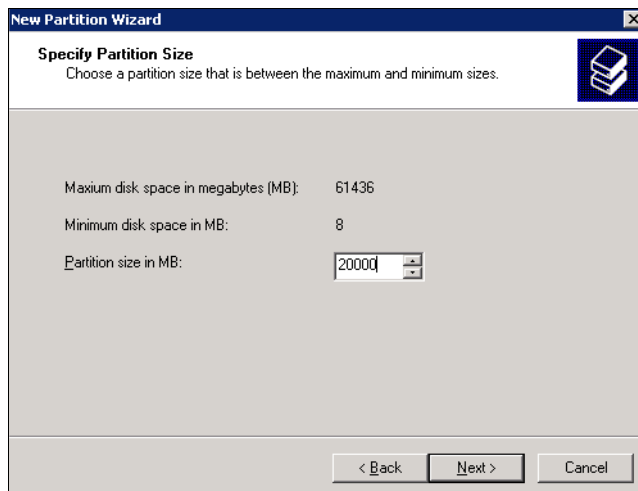 New Partition Wizard
Specify Partition Size
Choose a partition size that is between the maximum and minimum sizes.
Maxium disk space in megabytes (MB): 61436
Minimum disk space in MB: 8
Partition size in MB: 20000
< Back Next > Cancel